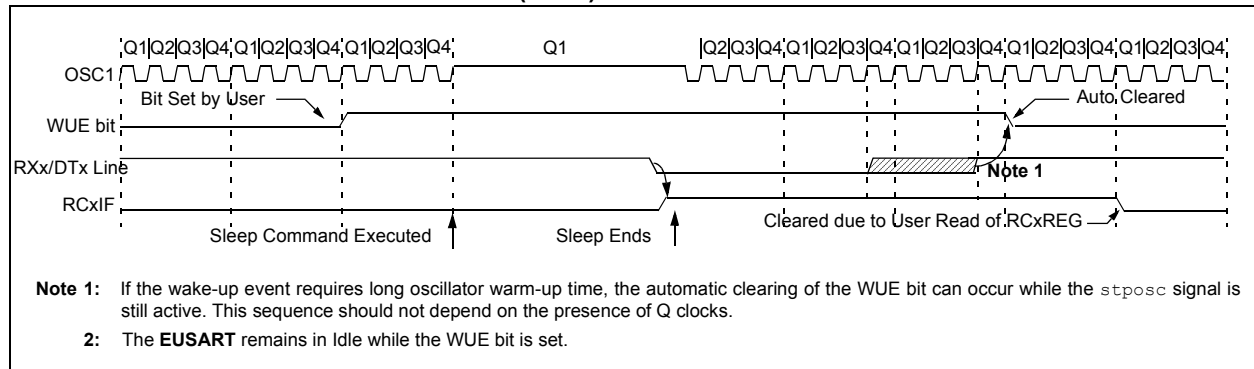 Q1|Q2|Q3|Q4|Q1|Q2|Q3|Q4|Q1|Q2|Q3|Q4 Q1 |Q2|Q3|Q4|Q1|Q2|Q3|Q4|Q1|Q2|Q3|Q4|Q1|Q2|Q3|Q4|Q1|Q2|Q3|Q4
OSC1
Bit Set by User Auto Cleared
WUE bit
RXx/DTx Line Note 1
RCxIF
Cleared due to User Read of RCxREG
Sleep Command Executed Sleep Ends
Note 1: If the wake-up event requires long oscillator warm-up time, the automatic clearing of the WUE bit can occur while the stposc signal is
still active. This sequence should not depend on the presence of Q clocks.
2: The EUSART remains in Idle while the WUE bit is set.